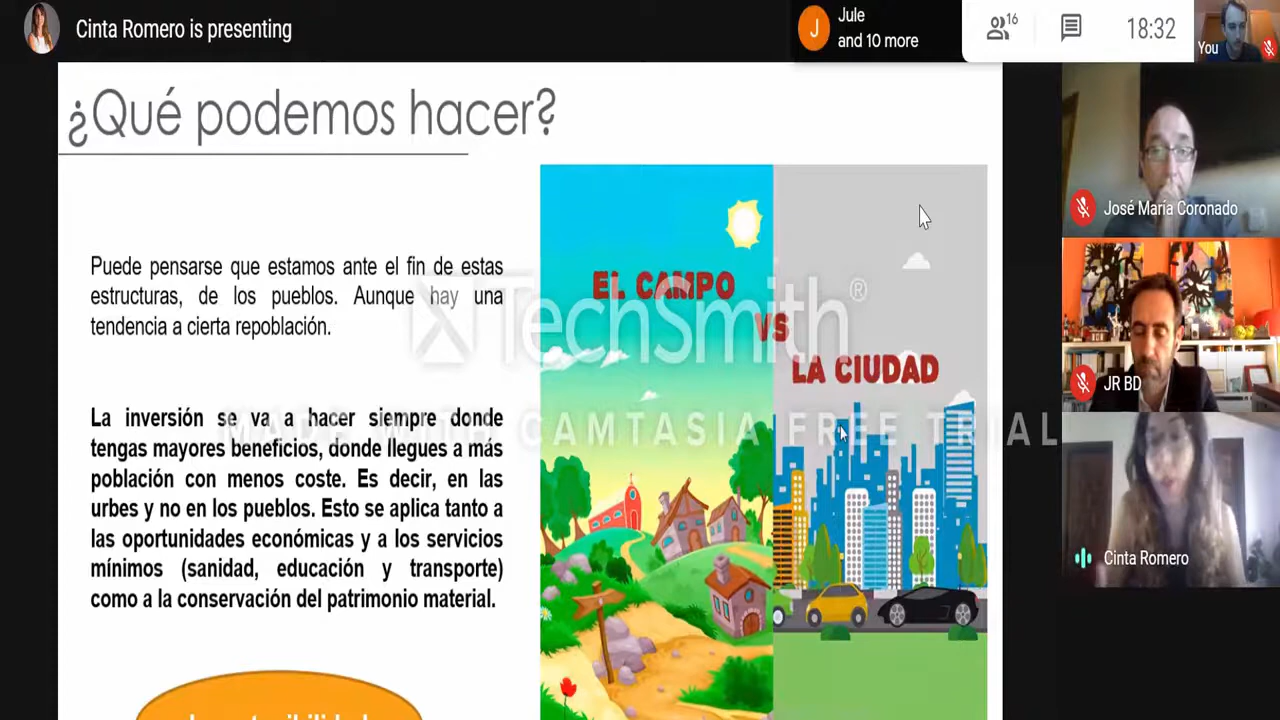 Cinta Romero is presenting
Jule
and 10 more
16
18:32
You
¿Qué podemos hacer?
Puede pensarse que estamos ante el fin de estas
estructuras, de los pueblos. Aunque hay una
tendencia a cierta repoblación.
La inversión se va a hacer siempre donde
tengas mayores beneficios, donde llegues a más
población con menos coste. Es decir, en las
urbes y no en los pueblos. Esto se aplica tanto a
las oportunidades económicas y a los servicios
mínimos (sanidad, educación y transporte)
como a la conservación del patrimonio material.
EL CAMPO
VS
LA CIUDAD
TechSmith®
MADE WITH CAMTASIA FREE TRIAL
José María Coronado
JR BD
Cinta Romero
J